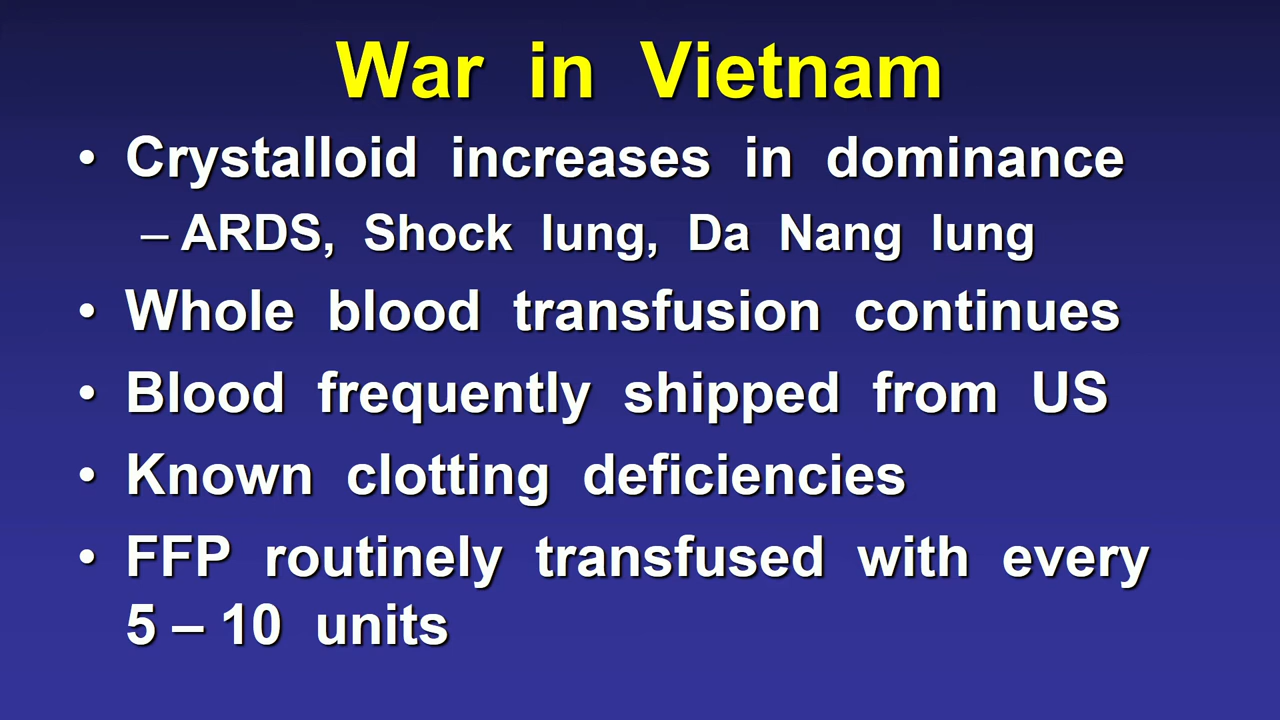 War in Vietnam
• Crystalloid increases in dominance
– ARDS, Shock lung, Da Nang lung
• Whole blood transfusion continues
• Blood frequently shipped from US
• Known clotting deficiencies
• FFP routinely transfused with every
5 – 10 units